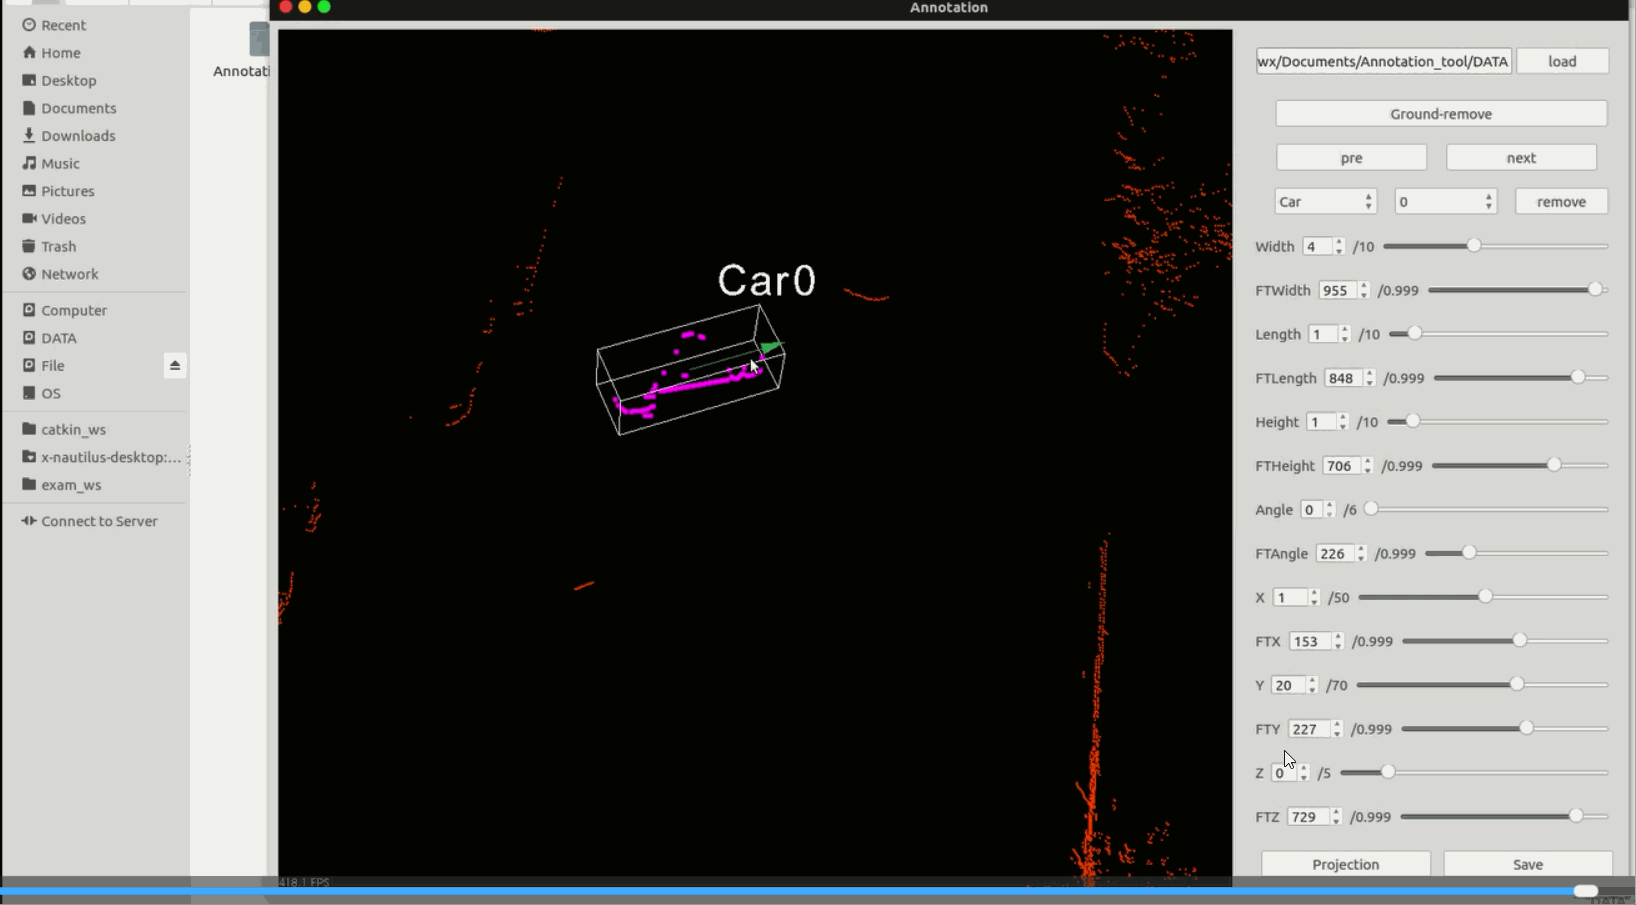 Annotation
Recent
Home
Desktop
Documents
Downloads
Music
Pictures
Videos
Trash
Network
Computer
DATA
File
OS
catkin_ws
x-nautilus-desktop:...
exam_ws
Connect to Server
Annotati
Car0
418.1 FPS
wx/Documents/Annotation_tool/DATA load
Ground-remove
pre next
Car 0 remove
Width 4 /10
FTWidth 955 /0.999
Length 1 /10
FTLength 848 /0.999
Height 1 /10
FTHeight 706 /0.999
Angle 0 /6
FTAngle 226 /0.999
X 1 /50
FTX 153 /0.999
Y 20 /70
FTY 227 /0.999
Z 0 /5
FTZ 729 /0.999
Projection Save